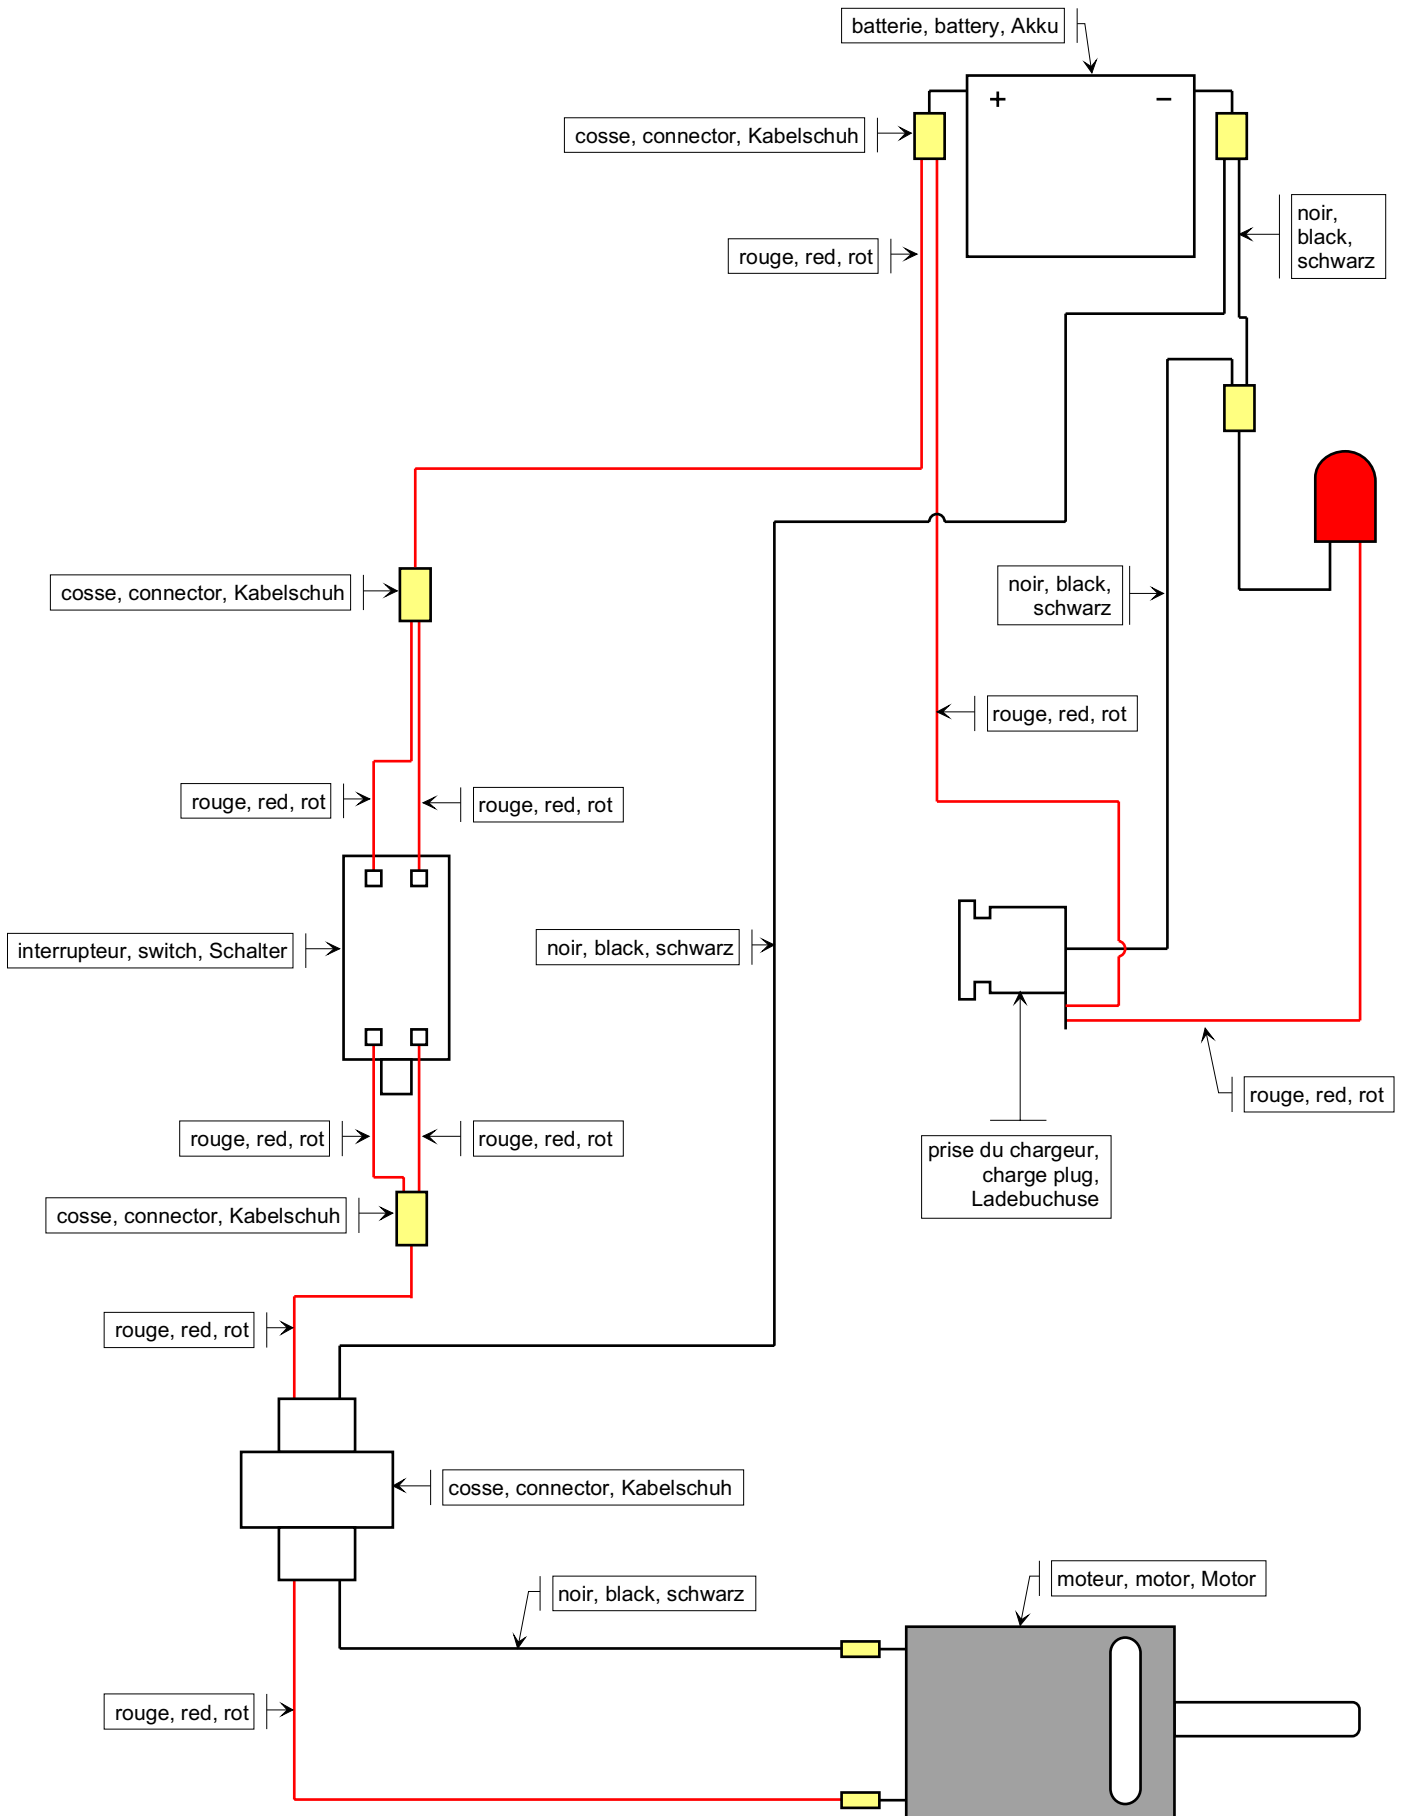 batterie, battery, Akku
+
−
cosse, connector, Kabelschuh
noir,
black,
schwarz
rouge, red, rot
cosse, connector, Kabelschuh
noir, black,
schwarz
rouge, red, rot
rouge, red, rot
rouge, red, rot
interrupteur, switch, Schalter
noir, black, schwarz
rouge, red, rot
rouge, red, rot
rouge, red, rot
prise du chargeur,
charge plug,
Ladebuchuse
cosse, connector, Kabelschuh
rouge, red, rot
cosse, connector, Kabelschuh
noir, black, schwarz
moteur, motor, Motor
rouge, red, rot